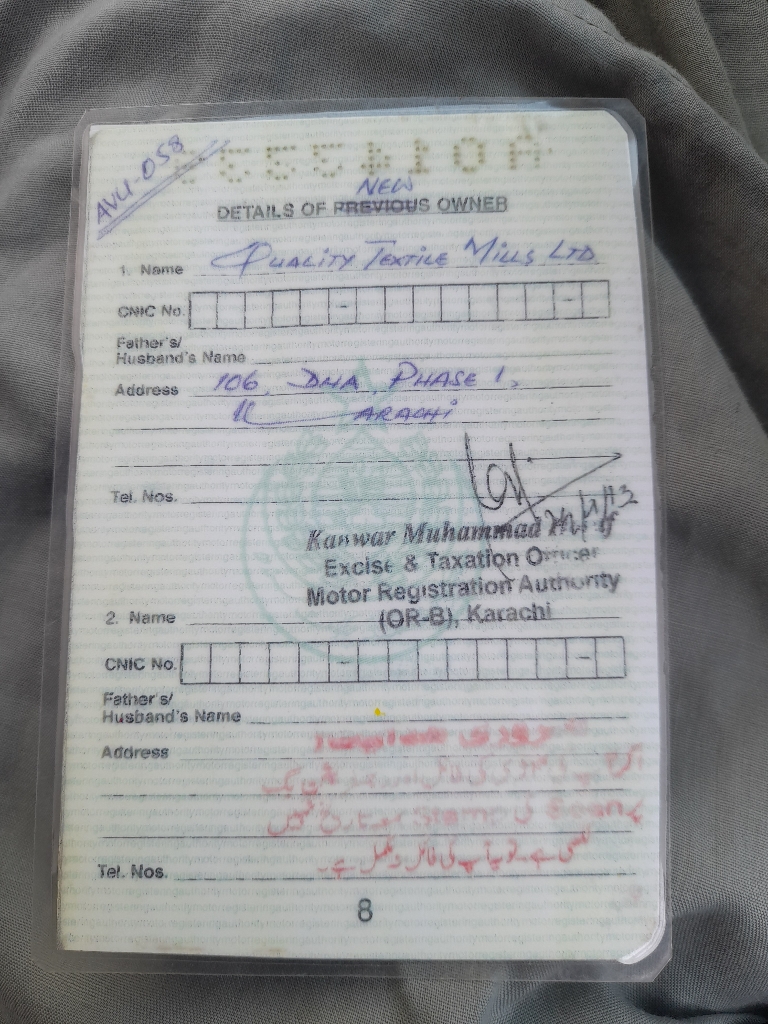 AVU-058
NEW
DETAILS OF PREVIOUS OWNER
1. Name QUALITY TEXTILE MILLS LTD
CNIC No.
Father's/
Husband's Name
Address 106, DHA, PHASE 1,
KARACHI
Tel. Nos.
Kanwar Muhammad
Excise & Taxation Officer
Motor Registration Authority
(OR-B), Karachi
2. Name
CNIC No.
Father's/
Husband's Name
Address
Stamp Scan
Tel. Nos.
8